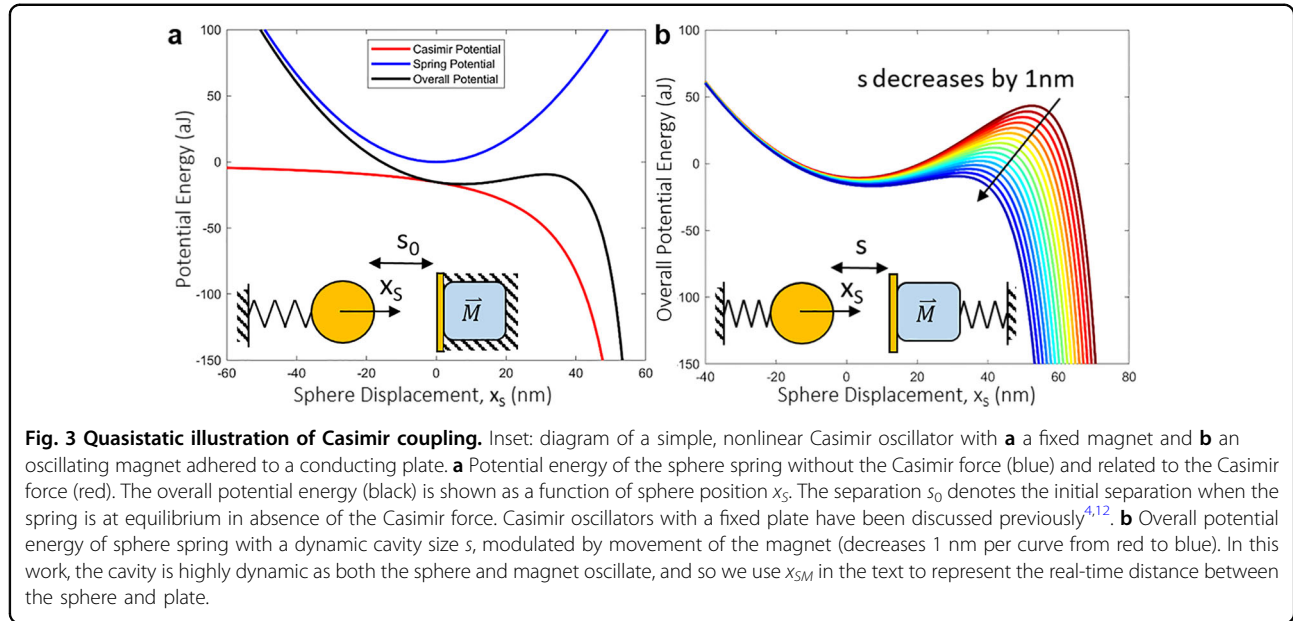 a
100
50
0
-50
-100
-150
Potential Energy (aJ)
Casimir Potential
Spring Potential
Overall Potential
s0
xS
M
-60
-40
-20
0
20
40
60
Sphere Displacement, xS (nm)
b
100
50
0
-50
-100
-150
Overall Potential Energy (aJ)
s decreases by 1nm
s
xS
M
-40
-20
0
20
40
60
80
Sphere Displacement, xS (nm)
Fig. 3 Quasistatic illustration of Casimir coupling. Inset: diagram of a simple, nonlinear Casimir oscillator with a a fixed magnet and b an
oscillating magnet adhered to a conducting plate. a Potential energy of the sphere spring without the Casimir force (blue) and related to the Casimir
force (red). The overall potential energy (black) is shown as a function of sphere position xS. The separation s0 denotes the initial separation when the
spring is at equilibrium in absence of the Casimir force. Casimir oscillators with a fixed plate have been discussed previously4,12. b Overall potential
energy of sphere spring with a dynamic cavity size s, modulated by movement of the magnet (decreases 1 nm per curve from red to blue). In this
work, the cavity is highly dynamic as both the sphere and magnet oscillate, and so we use xSM in the text to represent the real-time distance between
the sphere and plate.